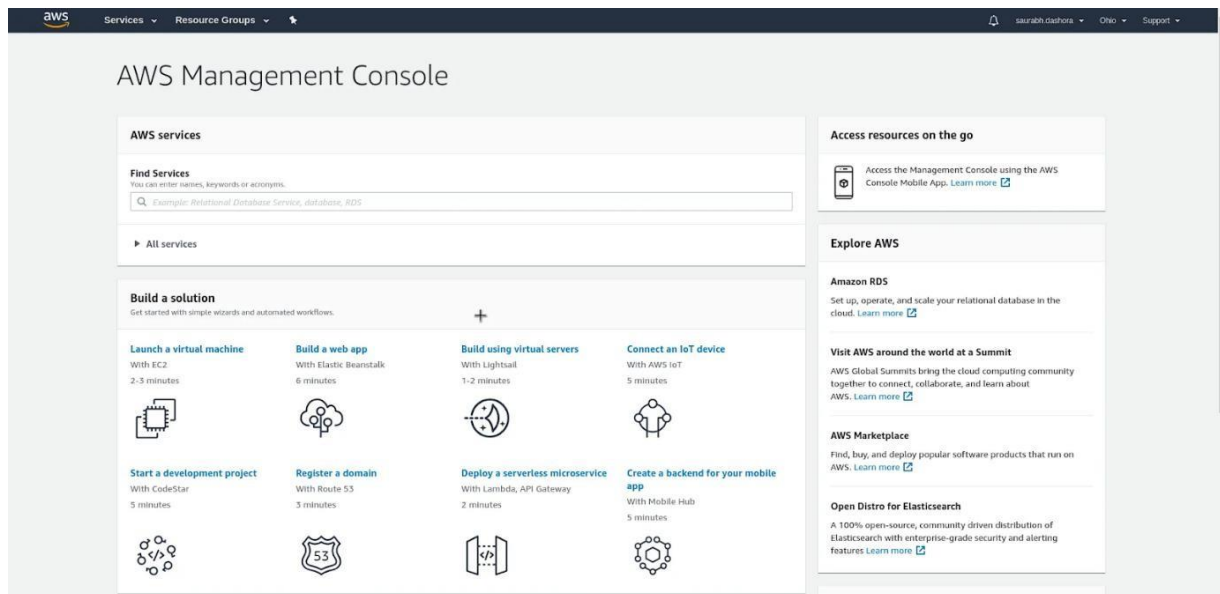 aws
Services
Resource Groups
saurabh.dashora
Ohio
Support
AWS Management Console
AWS services
Find Services
You can enter names, keywords or acronyms.
Example: Relational Database Service, database, RDS
All services
Build a solution
Get started with simple wizards and automated workflows.
Launch a virtual machine
With EC2
2-3 minutes
Build a web app
With Elastic Beanstalk
6 minutes
Build using virtual servers
With Lightsail
1-2 minutes
Connect an IoT device
With AWS IoT
5 minutes
Start a development project
With CodeStar
5 minutes
Register a domain
With Route 53
3 minutes
53
Deploy a serverless microservice
With Lambda, API Gateway
2 minutes
Create a backend for your mobile
app
With Mobile Hub
5 minutes
Access resources on the go
Access the Management Console using the AWS
Console Mobile App. Learn more
Explore AWS
Amazon RDS
Set up, operate, and scale your relational database in the
cloud. Learn more
Visit AWS around the world at a Summit
AWS Global Summits bring the cloud computing community
together to connect, collaborate, and learn about
AWS. Learn more
AWS Marketplace
Find, buy, and deploy popular software products that run on
AWS. Learn more
Open Distro for Elasticsearch
A 100% open-source, community driven distribution of
Elasticsearch with enterprise-grade security and alerting
features Learn more